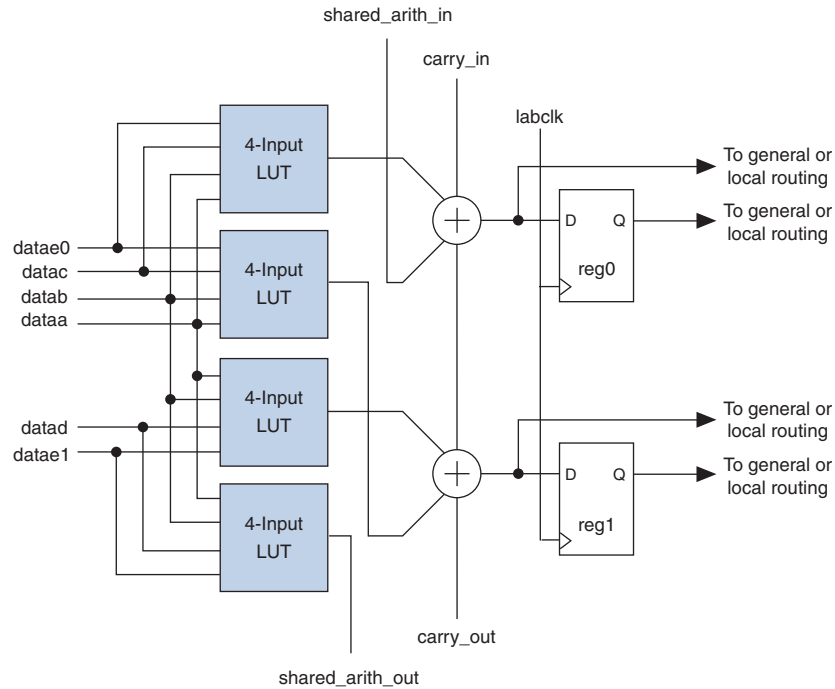 shared_arith_in
carry_in
labclk
4-Input
LUT
To general or
local routing
To general or
local routing
D
Q
reg0
datae0
datac
datab
dataa
4-Input
LUT
4-Input
LUT
datad
datae1
To general or
local routing
To general or
local routing
D
Q
reg1
4-Input
LUT
carry_out
shared_arith_out